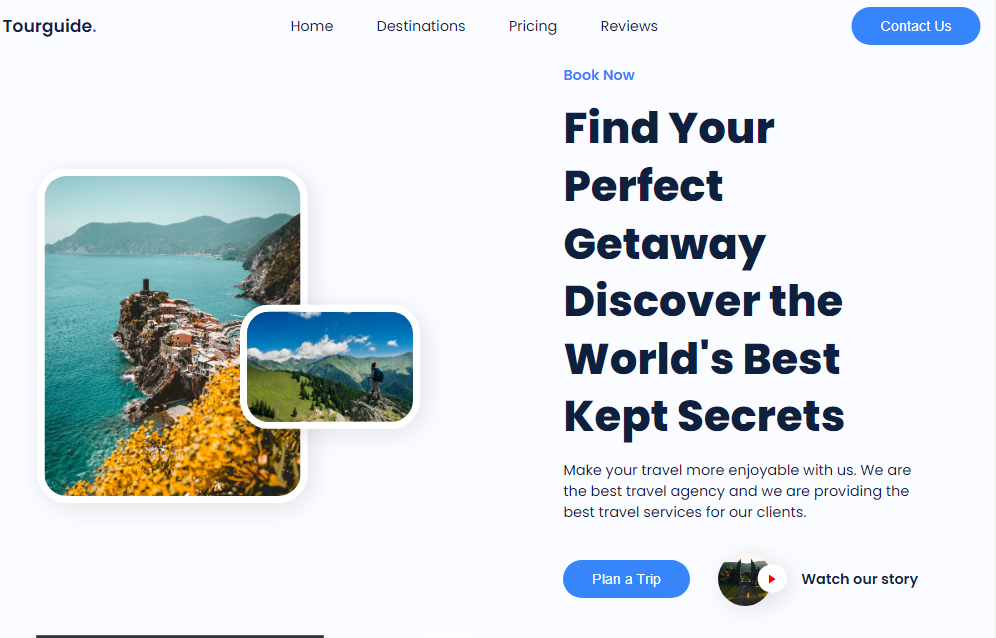 Tourguide.
Home
Destinations
Pricing
Reviews
Contact Us
Book Now
Find Your
Perfect
Getaway
Discover the
World's Best
Kept Secrets
Make your travel more enjoyable with us. We are
the best travel agency and we are providing the
best travel services for our clients.
Plan a Trip
Watch our story